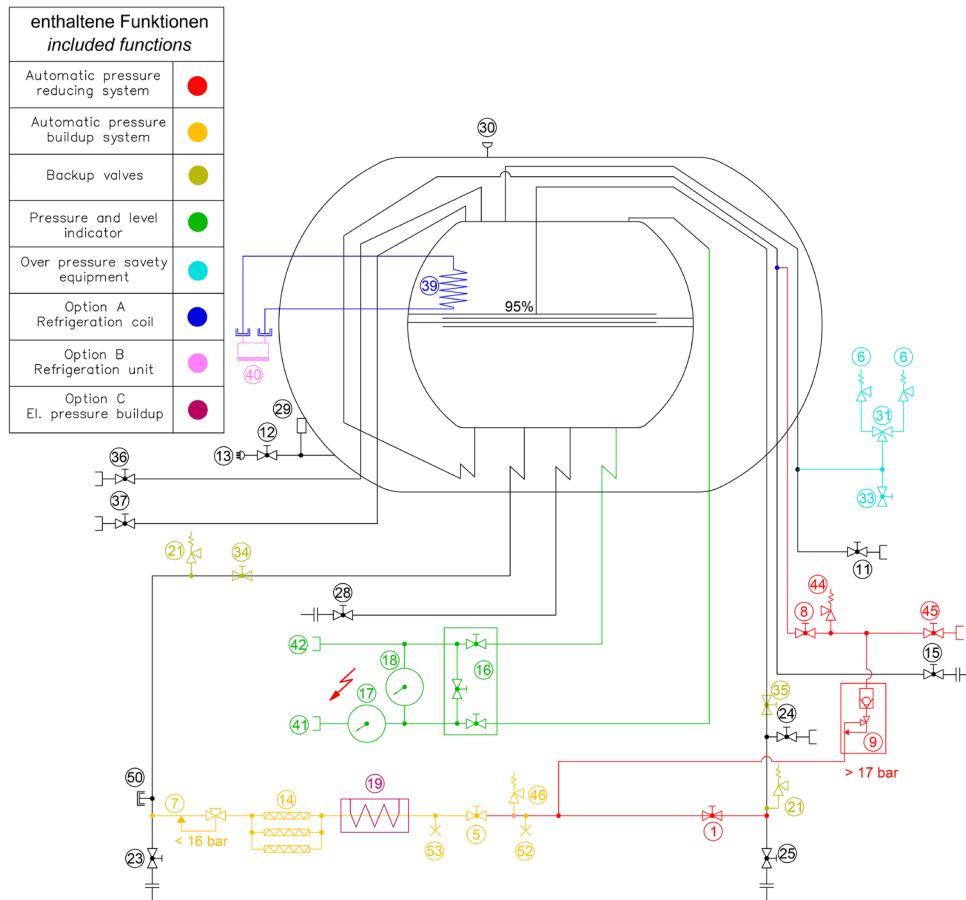 enthaltene Funktionen
included functions
Automatic pressure
reducing system
Automatic pressure
buildup system
Backup valves
Pressure and level
indicator
Over pressure savety
equipment
Option A
Refrigeration coil
Option B
Refrigeration unit
Option C
El. pressure buildup
30
39
95%
40
6
6
31
33
29
12
13
36
37
21
34
11
28
44
8
45
15
42
18
16
17
41
35
24
9
> 17 bar
50
7
14
19
46
21
< 16 bar
53
5
52
1
23
25